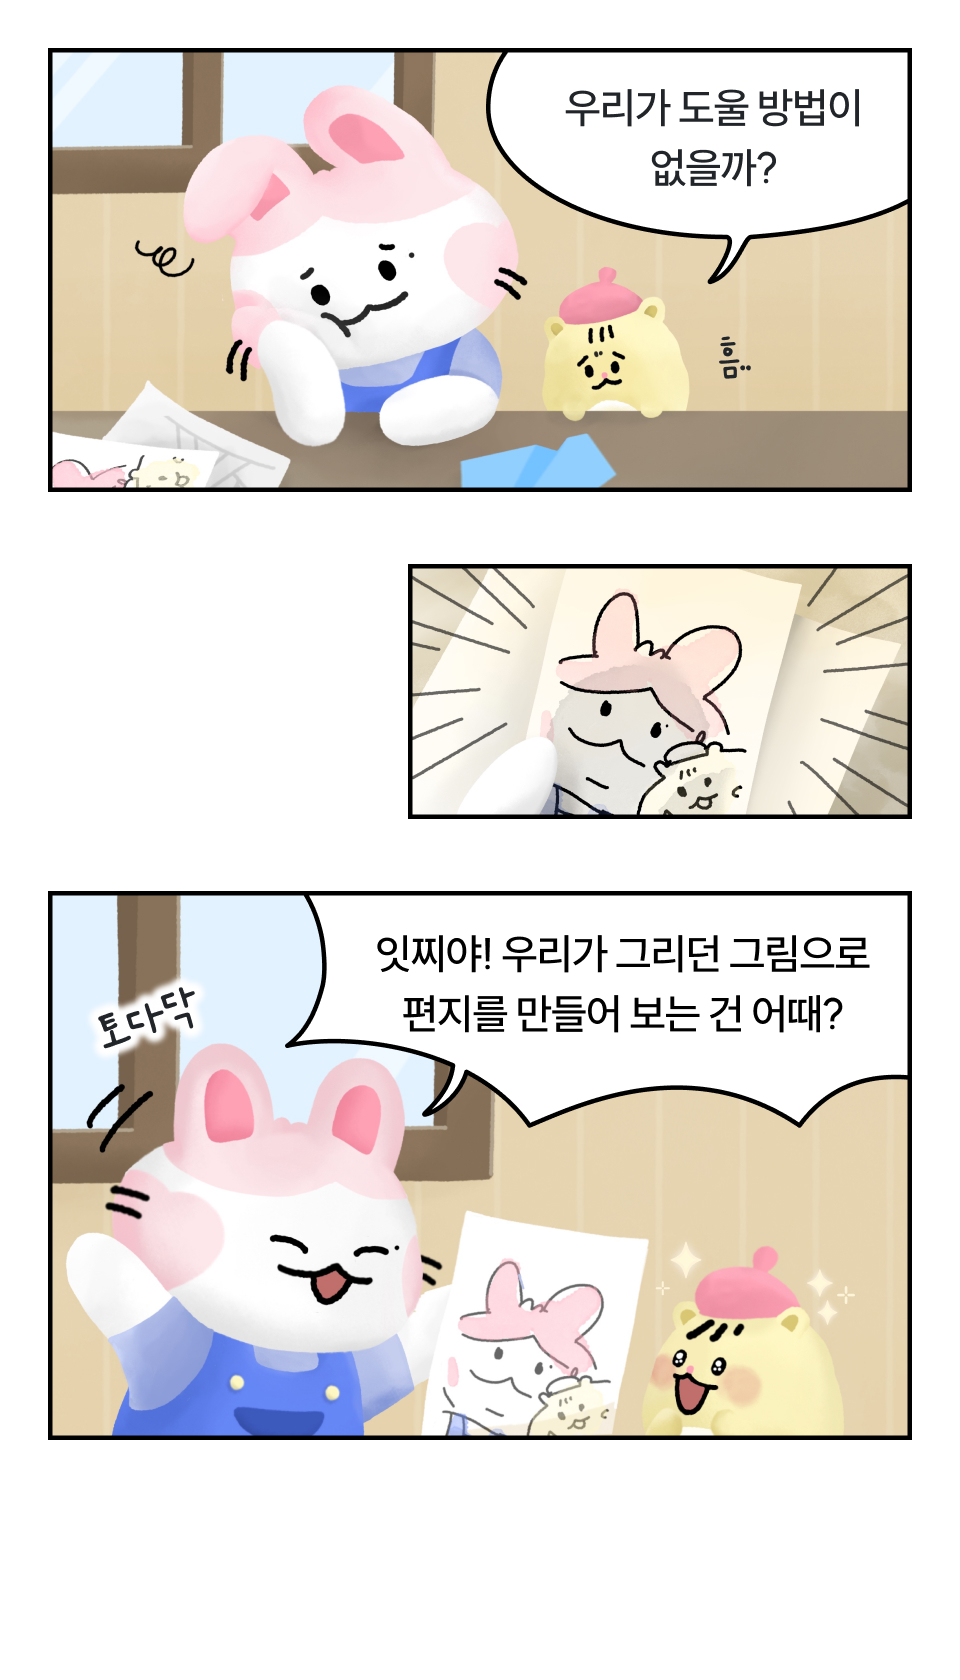 우리가 도울 방법이
없을까?
흠..
잇찌야! 우리가 그리던 그림으로
편지를 만들어 보는 건 어때?
토다닥